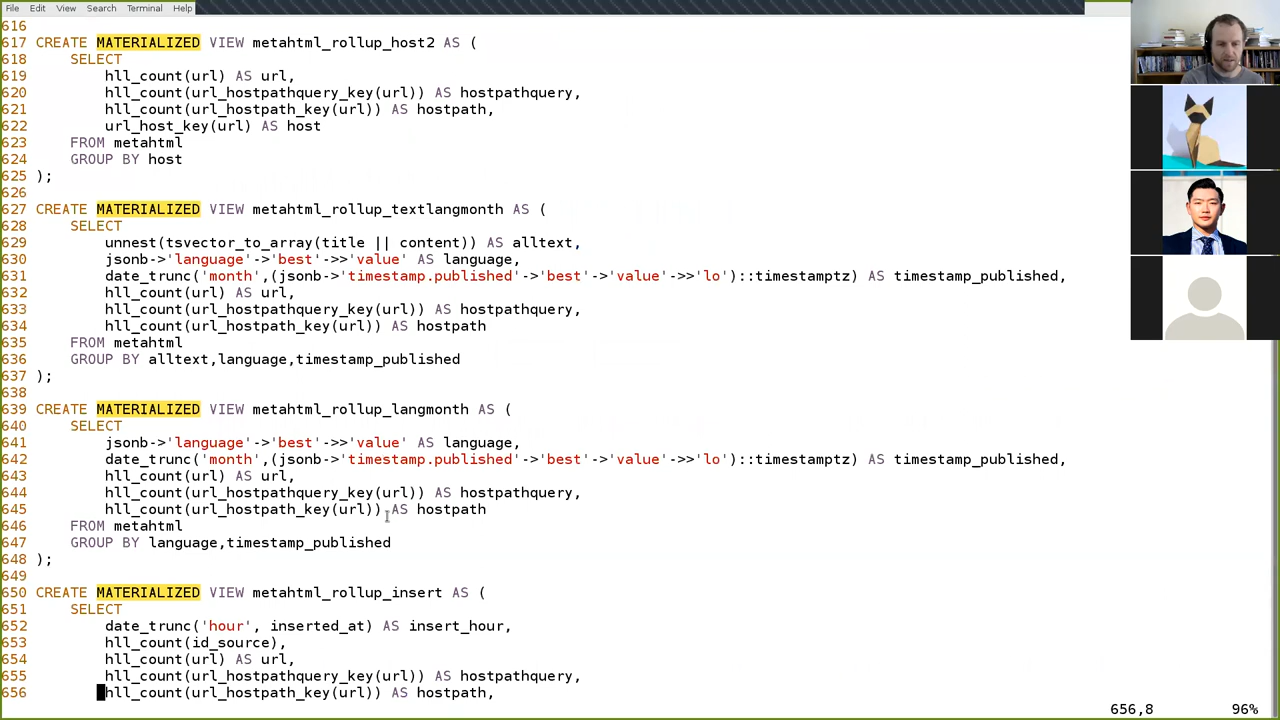 File Edit View Terminal Help
616
617 CREATE MATERIALIZED VIEW metahtml_rollup_host2 AS (
618     SELECT
619         hll_count(url) AS url,
620         hll_count(url_hostpathquery_key(url)) AS hostpathquery,
621         hll_count(url_hostpath_key(url)) AS hostpath,
622         url_host_key(url) AS host
623     FROM metahtml
624     GROUP BY host
625 );
626
627 CREATE MATERIALIZED VIEW metahtml_rollup_textlangmonth AS (
628     SELECT
629         unnest(tsvector_to_array(title || content)) AS alltext,
630         jsonb->'language'->'best'->>'value' AS language,
631         date_trunc('month',(jsonb->'timestamp.published'->'best'->'value'->>'lo')::timestamptz) AS timestamp_published,
632         hll_count(url) AS url,
633         hll_count(url_hostpathquery_key(url)) AS hostpathquery,
634         hll_count(url_hostpath_key(url)) AS hostpath
635     FROM metahtml
636     GROUP BY alltext,language,timestamp_published
637 );
638
639 CREATE MATERIALIZED VIEW metahtml_rollup_langmonth AS (
640     SELECT
641         jsonb->'language'->'best'->>'value' AS language,
642         date_trunc('month',(jsonb->'timestamp.published'->'best'->'value'->>'lo')::timestamptz) AS timestamp_published,
643         hll_count(url) AS url,
644         hll_count(url_hostpathquery_key(url)) AS hostpathquery,
645         hll_count(url_hostpath_key(url)) AS hostpath
646     FROM metahtml
647     GROUP BY language,timestamp_published
648 );
649
650 CREATE MATERIALIZED VIEW metahtml_rollup_insert AS (
651     SELECT
652         date_trunc('hour', inserted_at) AS insert_hour,
653         hll_count(id_source),
654         hll_count(url) AS url,
655         hll_count(url_hostpathquery_key(url)) AS hostpathquery,
656         hll_count(url_hostpath_key(url)) AS hostpath,
656,8 96%